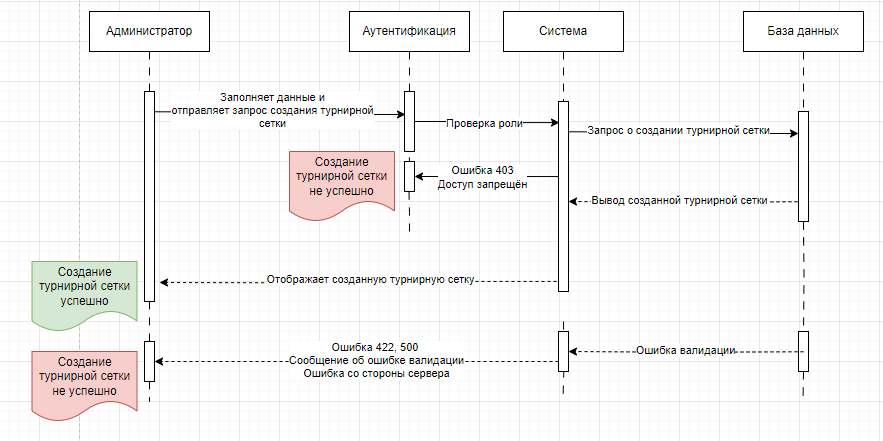 Администратор
Аутентификация
Система
База данных
Заполняет данные и
отправляет запрос создания турнирной
сетки
Проверка роли
Запрос о создании турнирной сетки
Создание
турнирной сетки
не успешно
Ошибка 403
Доступ запрещён
Вывод созданной турнирной сетки
Создание
турнирной сетки
успешно
Отображает созданную турнирную сетку
Ошибка 422, 500
Сообщение об ошибке валидации
Ошибка со стороны сервера
Ошибка валидации
Создание
турнирной сетки
не успешно